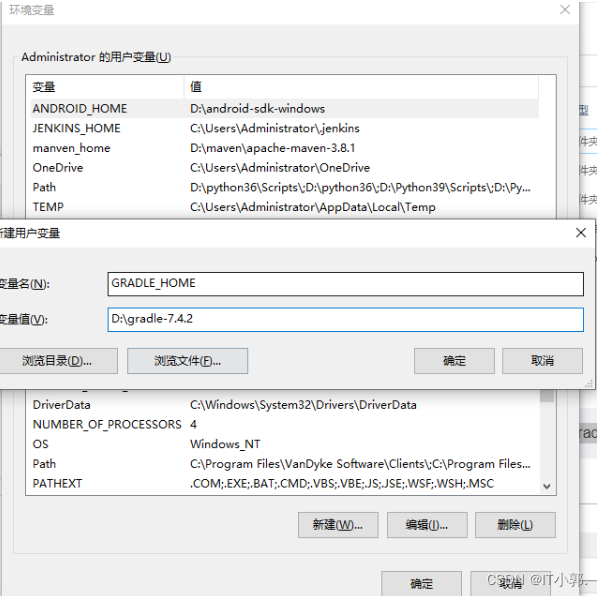 环境变量
Administrator 的用户变量(U)
变量 值
ANDROID_HOME D:\android-sdk-windows
JENKINS_HOME C:\Users\Administrator\.jenkins
manven_home D:\maven\apache-maven-3.8.1
OneDrive C:\Users\Administrator\OneDrive
Path D:\python36\Scripts\;D:\python36\;D:\Python39\Scripts\;D:\Py...
TEMP C:\Users\Administrator\AppData\Local\Temp
新建用户变量
变量名(N): GRADLE_HOME
变量值(V): D:\gradle-7.4.2
浏览目录(D)... 浏览文件(F)... 确定 取消
DriverData C:\Windows\System32\Drivers\DriverData
NUMBER_OF_PROCESSORS 4
OS Windows_NT
Path C:\Program Files\VanDyke Software\Clients\;C:\Program Files...
PATHEXT .COM;.EXE;.BAT;.CMD;.VBS;.VBE;.JS;.JSE;.WSF;.WSH;.MSC
新建(W)... 编辑(I)... 删除(L)
确定 取消
型
件夹
件夹
件夹
rad
CSDN @IT小郭.